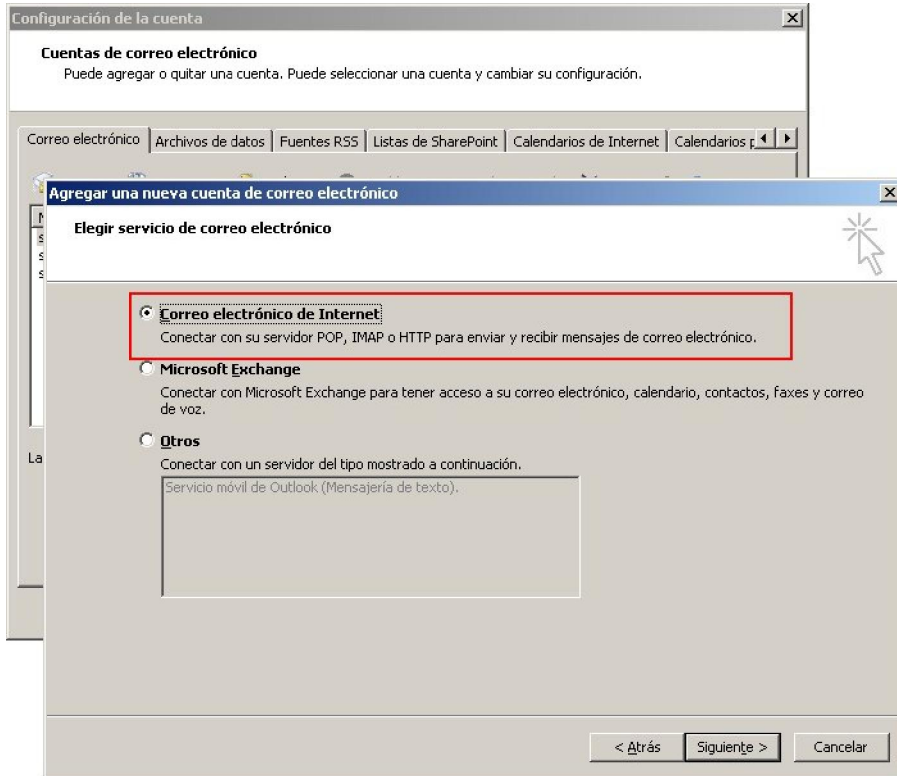 Configuración de la cuenta
Cuentas de correo electrónico
Puede agregar o quitar una cuenta. Puede seleccionar una cuenta y cambiar su configuración.
Correo electrónico Archivos de datos Fuentes RSS Listas de SharePoint Calendarios de Internet Calendarios
Agregar una nueva cuenta de correo electrónico
Elegir servicio de correo electrónico
Correo electrónico de Internet
Conectar con su servidor POP, IMAP o HTTP para enviar y recibir mensajes de correo electrónico.
Microsoft Exchange
Conectar con Microsoft Exchange para tener acceso a su correo electrónico, calendario, contactos, faxes y correo
de voz.
Otros
La
Conectar con un servidor del tipo mostrado a continuación.
Servicio móvil de Outlook (Mensajería de texto).
< Atrás Siguiente > Cancelar